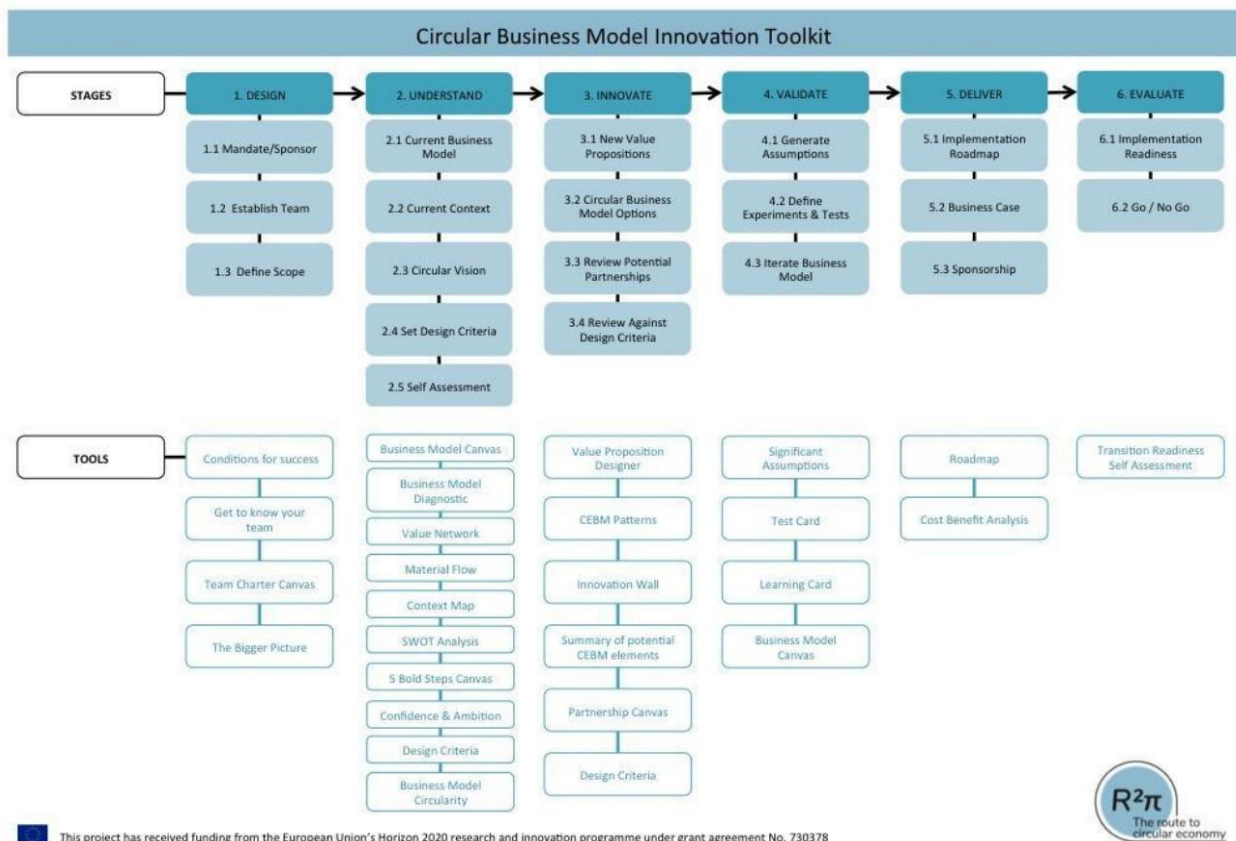 Circular Business Model Innovation Toolkit
STAGES
1. DESIGN
2. UNDERSTAND
3. INNOVATE
4. VALIDATE
5. DELIVER
6. EVALUATE
1.1 Mandate/Sponsor
1.2 Establish Team
1.3 Define Scope
2.1 Current Business
Model
2.2 Current Context
2.3 Circular Vision
2.4 Set Design Criteria
2.5 Self Assessment
3.1 New Value
Propositions
3.2 Circular Business
Model Options
3.3 Review Potential
Partnerships
3.4 Review Against
Design Criteria
4.1 Generate
Assumptions
4.2 Define
Experiments & Tests
4.3 Iterate Business
Model
5.1 Implementation
Roadmap
5.2 Business Case
5.3 Sponsorship
6.1 Implementation
Readiness
6.2 Go / No Go
TOOLS
Conditions for success
Get to know your
team
Team Charter Canvas
The Bigger Picture
Business Model Canvas
Business Model
Diagnostic
Value Network
Material Flow
Context Map
SWOT Analysis
5 Bold Steps Canvas
Confidence & Ambition
Design Criteria
Business Model
Circularity
Value Proposition
Designer
CEBM Patterns
Innovation Wall
Summary of potential
CEBM elements
Partnership Canvas
Design Criteria
Significant
Assumptions
Test Card
Learning Card
Business Model
Canvas
Roadmap
Cost Benefit Analysis
Transition Readiness
Self Assessment
R²π
The route to
circular economy
This project has received funding from the European Union's Horizon 2020 research and innovation programme under grant agreement No. 730378